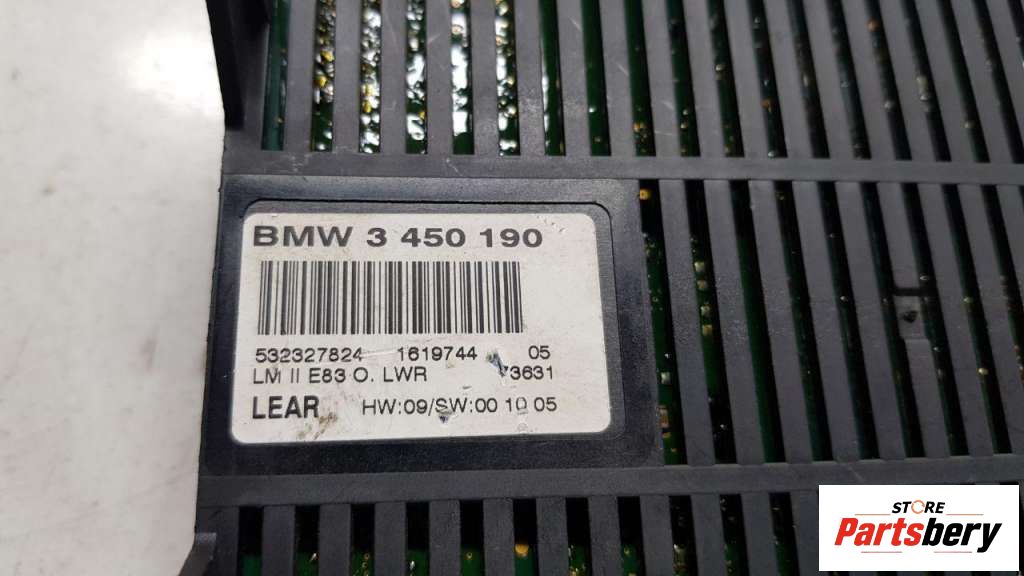 BMW 3 450 190
532327824 1619744 05
LM II E83 O. LWR 73631
LEAR HW:09/SW:00 10 05
STORE
Partsbery